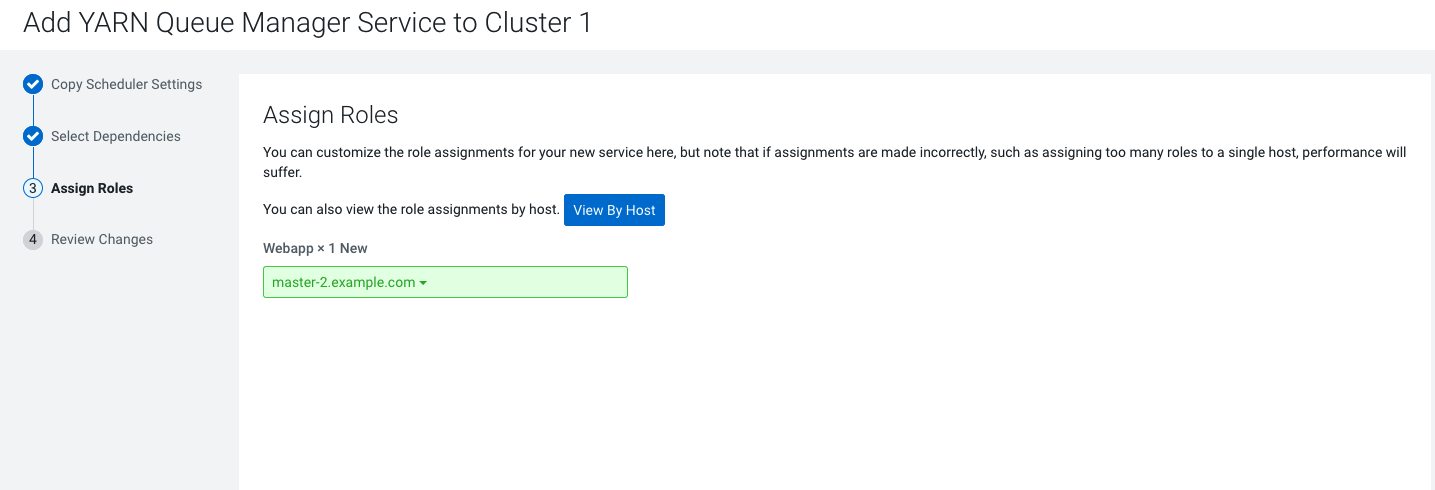 Add YARN Queue Manager Service to Cluster 1
Copy Scheduler Settings
Select Dependencies
3 Assign Roles
4 Review Changes
Assign Roles
You can customize the role assignments for your new service here, but note that if assignments are made incorrectly, such as assigning too many roles to a single host, performance will
suffer.
You can also view the role assignments by host. View By Host
Webapp × 1 New
master-2.example.com